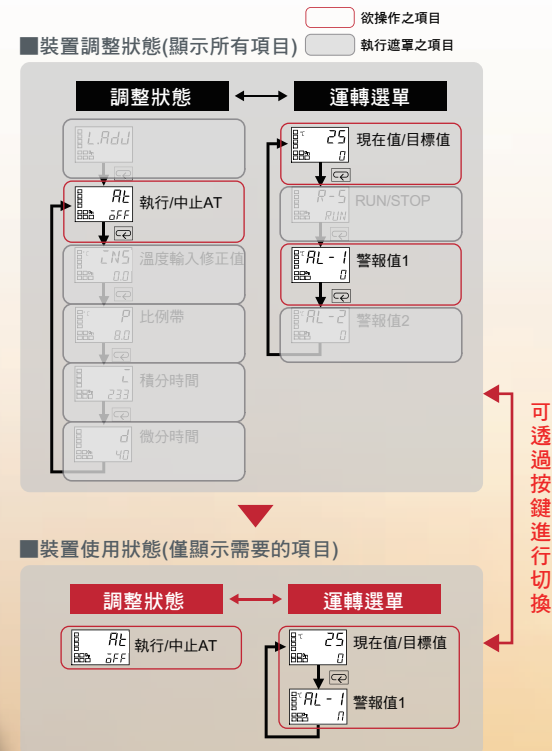 欲操作之項目
■裝置調整狀態(顯示所有項目)
執行遮罩之項目
調整狀態
運轉選單
L.AdJ
At
oFF
執行/中止AT
INS
0.0
溫度輸入修正值
P
8.0
比例帶
i
233
積分時間
d
40
微分時間
25
0
現在值/目標值
R-S
RUN
RUN/STOP
AL-1
0
警報值1
AL-2
0
警報值2
可透過按鍵進行切換
■裝置使用狀態(僅顯示需要的項目)
調整狀態
運轉選單
At
oFF
執行/中止AT
25
0
現在值/目標值
AL-1
警報值1